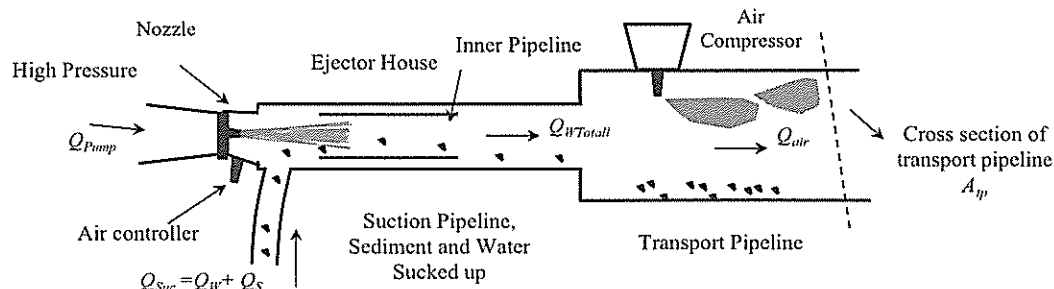 Nozzle
High Pressure
Q_Pump
Air controller
Q_Suc = Q_W + Q_S
Ejector House
Inner Pipeline
Q_WTotall
Suction Pipeline,
Sediment and Water
Sucked up
Air
Compressor
Q_air
Transport Pipeline
Cross section of
transport pipeline
A_tp